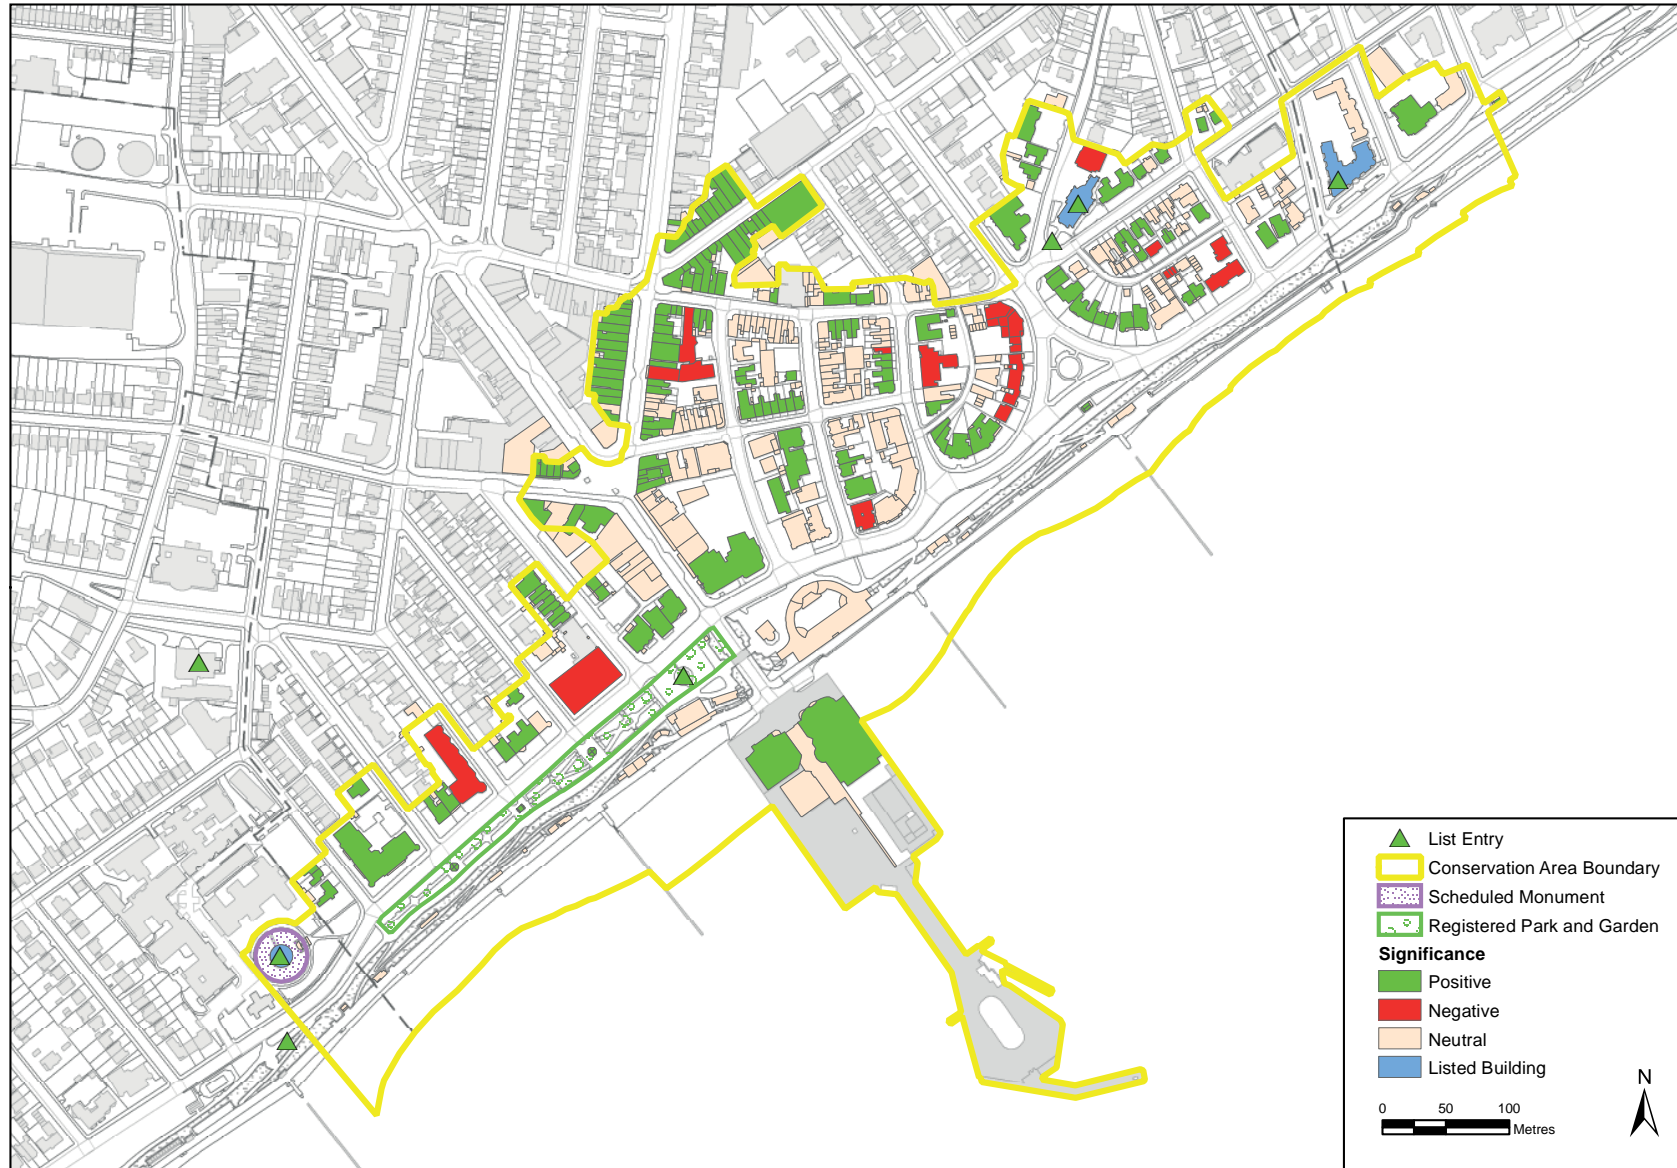 List Entry
Conservation Area Boundary
Scheduled Monument
Registered Park and Garden
Significance
Positive
Negative
Neutral
Listed Building
N
0 50 100
Metres